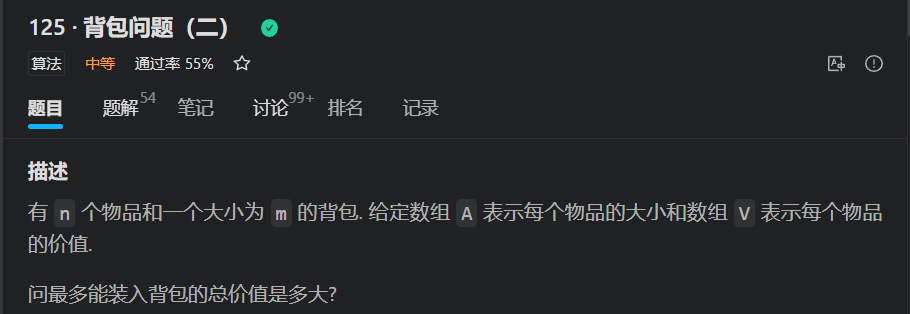 125 · 背包问题（二）
算法 中等 通过率 55%
题目 题解 54 笔记 讨论 99+ 排名 记录
描述
有 n 个物品和一个大小为 m 的背包. 给定数组 A 表示每个物品的大小和数组 V 表示每个物品
的价值.
问最多能装入背包的总价值是多大?